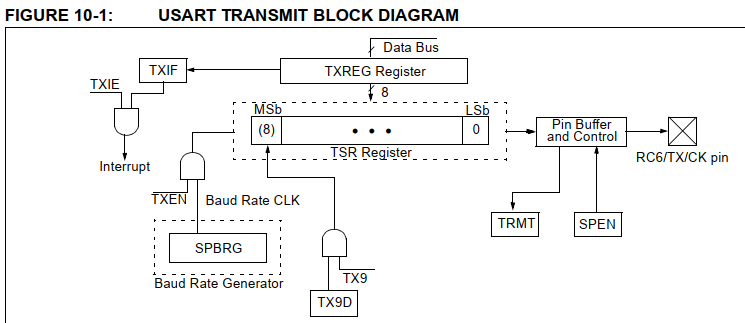 FIGURE 10-1: USART TRANSMIT BLOCK DIAGRAM
Data Bus
TXIF
TXREG Register
TXIE
8
MSb
LSb
(8)
• • •
0
Pin Buffer
and Control
TSR Register
Interrupt
RC6/TX/CK pin
TXEN
Baud Rate CLK
TRMT
SPEN
SPBRG
Baud Rate Generator
TX9
TX9D